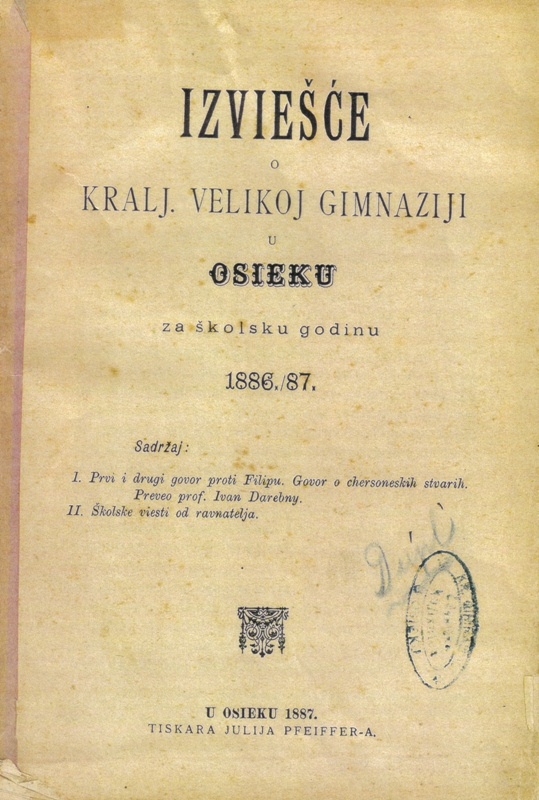 IZVIEŠĆE
O
KRALJ. VELIKOJ GIMNAZIJI
U
OSIEKU
za školsku godinu
1886./87.
Sadržaj:
I. Prvi i drugi govor proti Filipu. Govor o chersoneskih stvarih.
Preveo prof. Ivan Darebny.
II. Školske viesti od ravnatelja.
U OSIEKU 1887.
TISKARA JULIJA PFEIFFER-A.